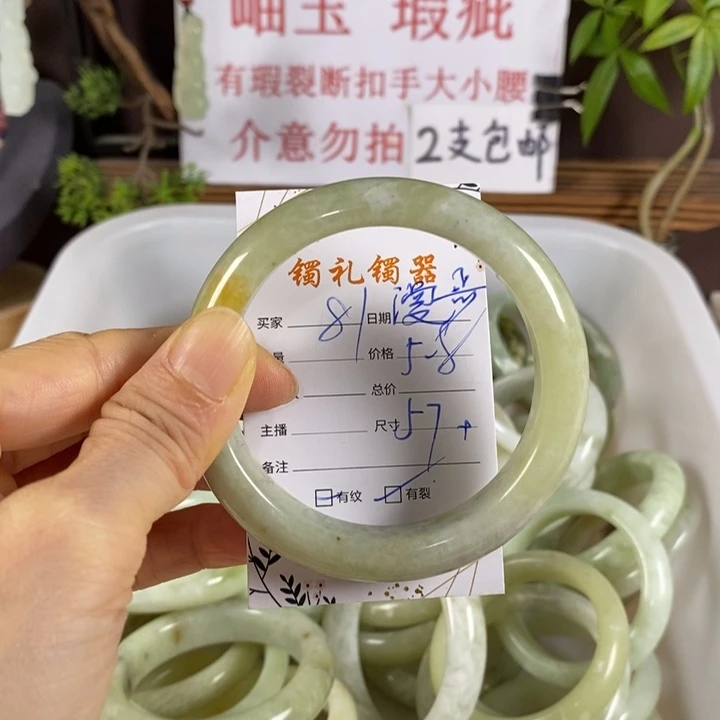 岫玉 瑕疵
有瑕裂断扣手大小腰
介意勿拍 2支包邮
镯礼镯器
买家 81 日期
量 价格 58
总价
主播 尺寸 57+
备注
有纹 有裂